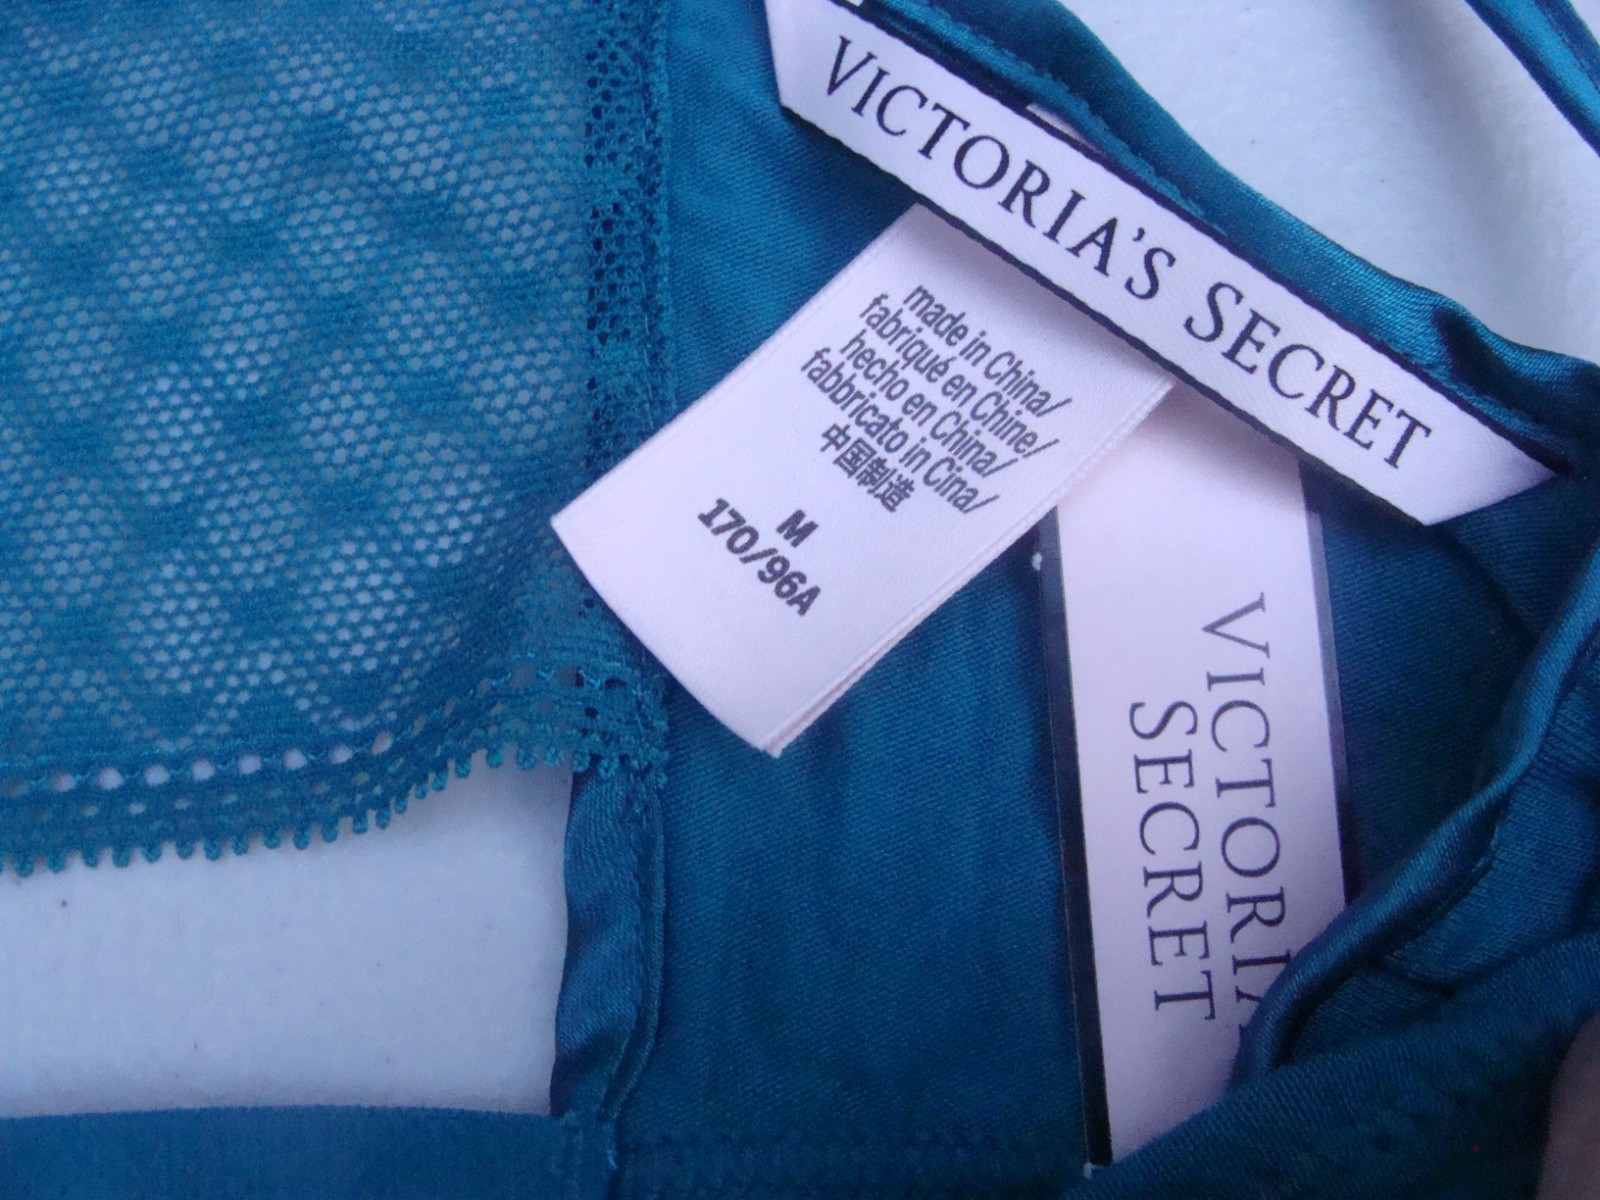 VICTORIA'S SECRET
made in China/
fabriqué en Chine/
hecho en China/
fabbricato in Cina/
中国制造
M
170/96A
VICTORIA
SECRET